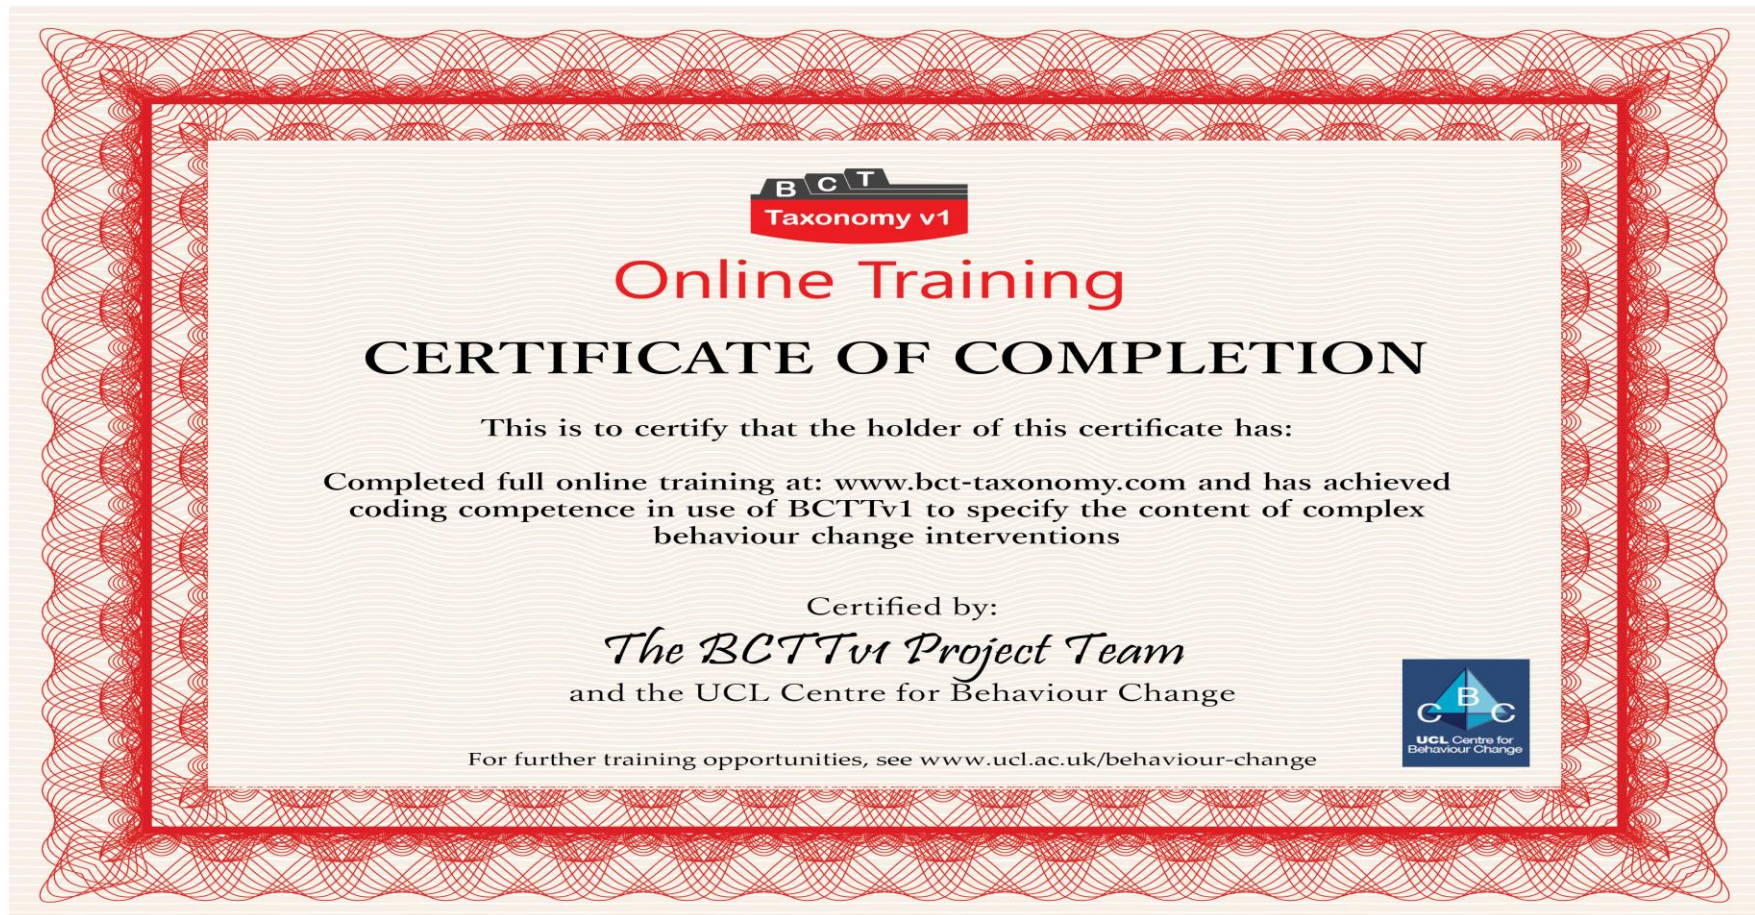 B C T
Taxonomy v1
Online Training
CERTIFICATE OF COMPLETION
This is to certify that the holder of this certificate has:
Completed full online training at: www.bct-taxonomy.com and has achieved
coding competence in use of BCTTv1 to specify the content of complex
behaviour change interventions
Certified by:
The BCTTv1 Project Team
and the UCL Centre for Behaviour Change
C B C
UCL Centre for
Behaviour Change
For further training opportunities, see www.ucl.ac.uk/behaviour-change